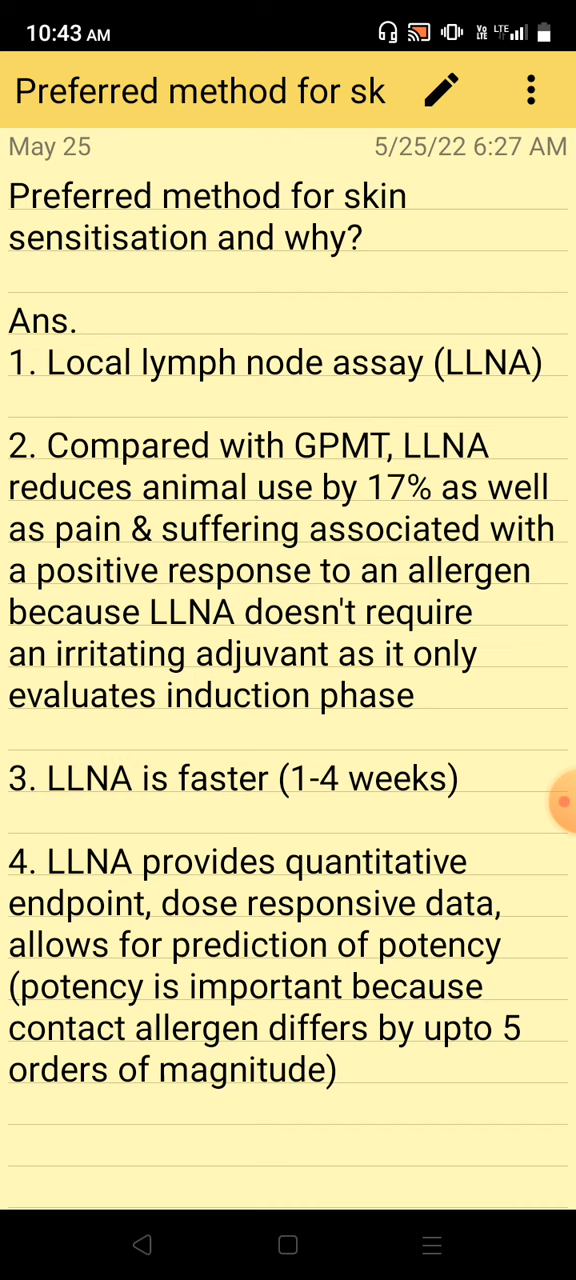 10:43 AM
Vo LTE LTE
Preferred method for sk
May 25 5/25/22 6:27 AM
Preferred method for skin
sensitisation and why?
Ans.
1. Local lymph node assay (LLNA)
2. Compared with GPMT, LLNA
reduces animal use by 17% as well
as pain & suffering associated with
a positive response to an allergen
because LLNA doesn't require
an irritating adjuvant as it only
evaluates induction phase
3. LLNA is faster (1-4 weeks)
4. LLNA provides quantitative
endpoint, dose responsive data,
allows for prediction of potency
(potency is important because
contact allergen differs by upto 5
orders of magnitude)